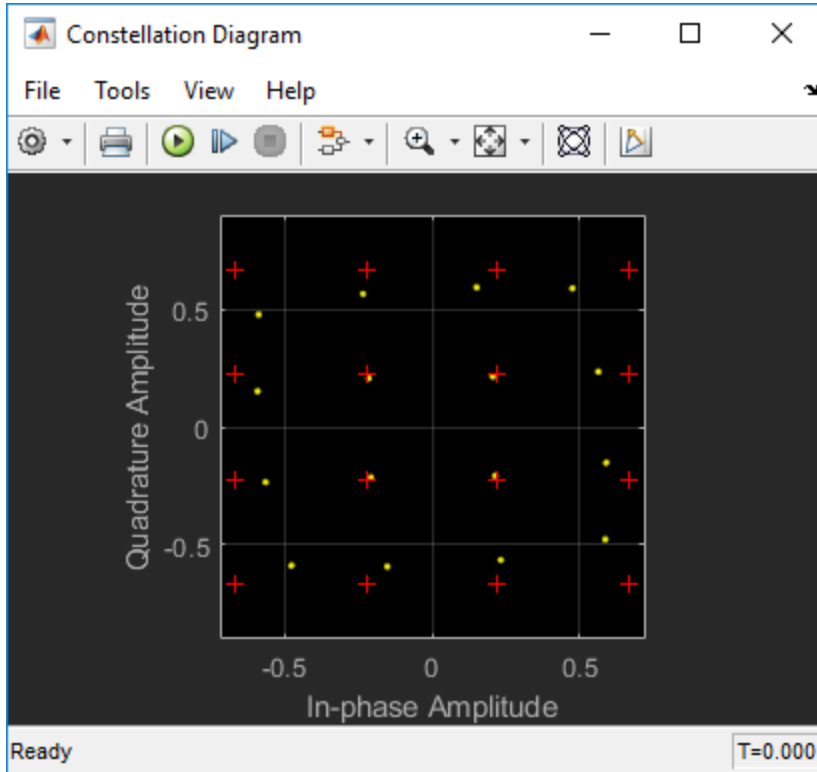 Constellation Diagram
File Tools View Help
Quadrature Amplitude
0.5
0
-0.5
-0.5 0 0.5
In-phase Amplitude
Ready T=0.000